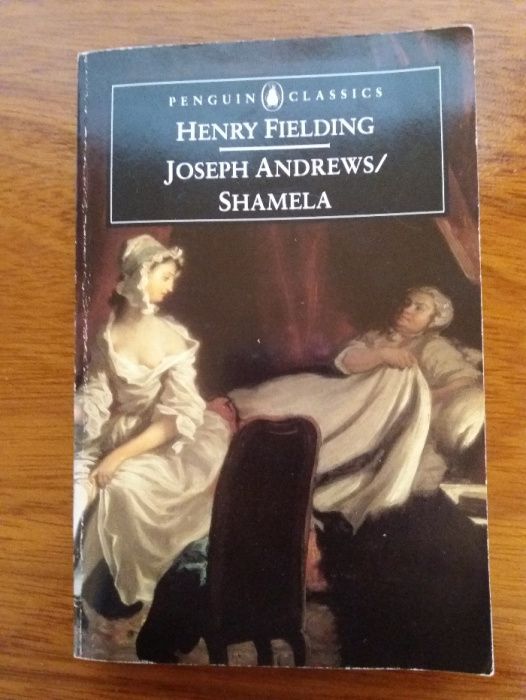 PENGUIN CLASSICS
HENRY FIELDING
JOSEPH ANDREWS/
SHAMELA